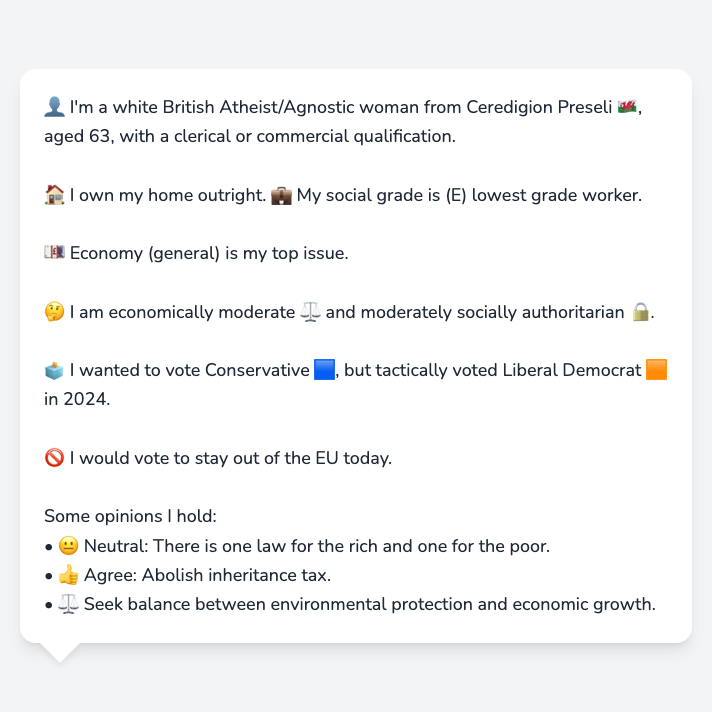 👤 I'm a white British Atheist/Agnostic woman from Ceredigion Preseli 🏴󠁧󠁢󠁷󠁬󠁳󠁿,
aged 63, with a clerical or commercial qualification.
🏠 I own my home outright. 💼 My social grade is (E) lowest grade worker.
💷 Economy (general) is my top issue.
🤔 I am economically moderate ⚖️ and moderately socially authoritarian 🔒.
🗳️ I wanted to vote Conservative 🟦, but tactically voted Liberal Democrat 🟧
in 2024.
🚫 I would vote to stay out of the EU today.
Some opinions I hold:
• 😐 Neutral: There is one law for the rich and one for the poor.
• 👍 Agree: Abolish inheritance tax.
• ⚖️ Seek balance between environmental protection and economic growth.